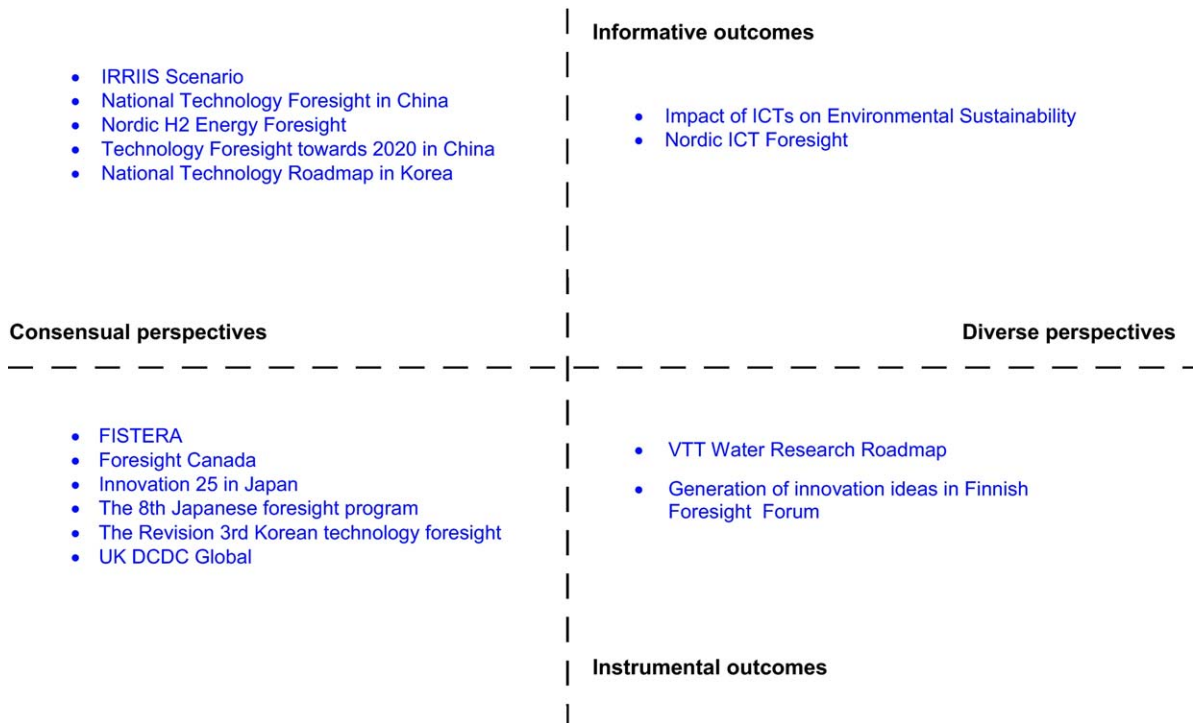 Informative outcomes
• IRRIIS Scenario
• National Technology Foresight in China
• Nordic H2 Energy Foresight
• Technology Foresight towards 2020 in China
• National Technology Roadmap in Korea
• Impact of ICTs on Environmental Sustainability
• Nordic ICT Foresight
Consensual perspectives
Diverse perspectives
• FISTERA
• Foresight Canada
• Innovation 25 in Japan
• The 8th Japanese foresight program
• The Revision 3rd Korean technology foresight
• UK DCDC Global
• VTT Water Research Roadmap
• Generation of innovation ideas in Finnish
Foresight Forum
Instrumental outcomes